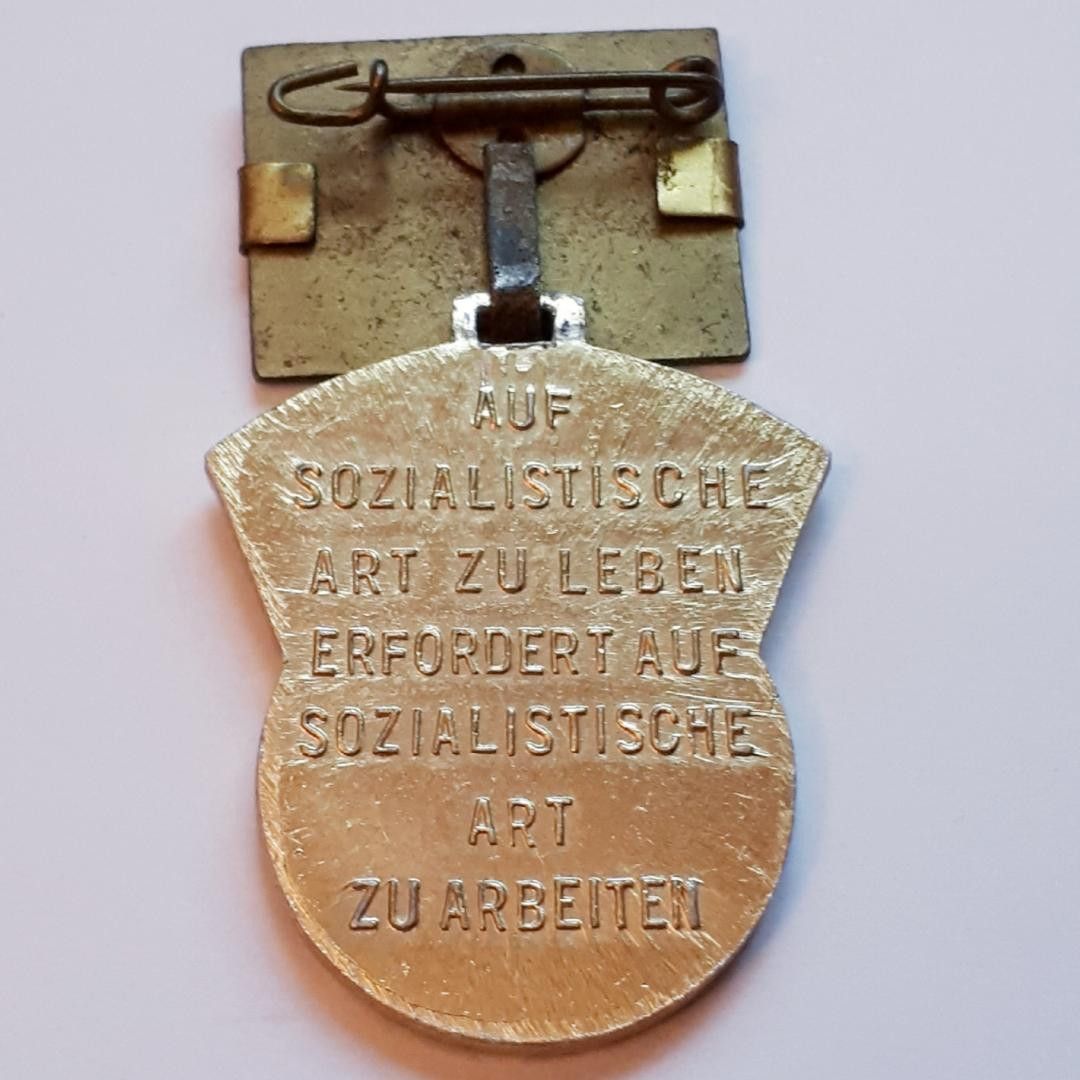 AUF
SOZIALISTISCHE
ART ZU LEBEN
ERFORDERT AUF
SOZIALISTISCHE
ART
ZU ARBEITEN